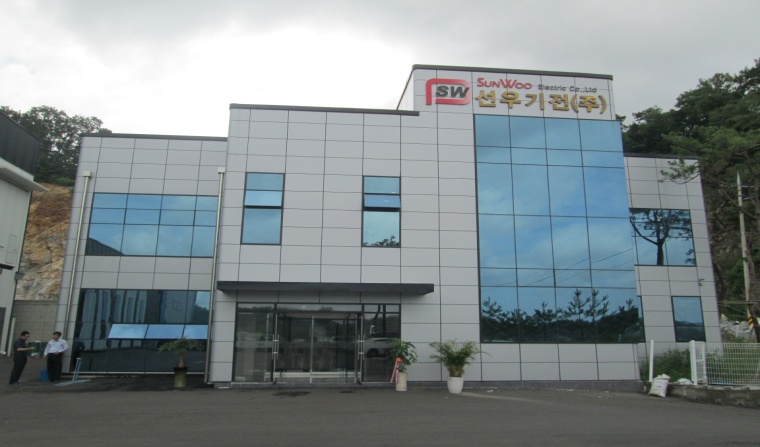 SW
SUNWOO Electric Co.,Ltd
선우기전(주)